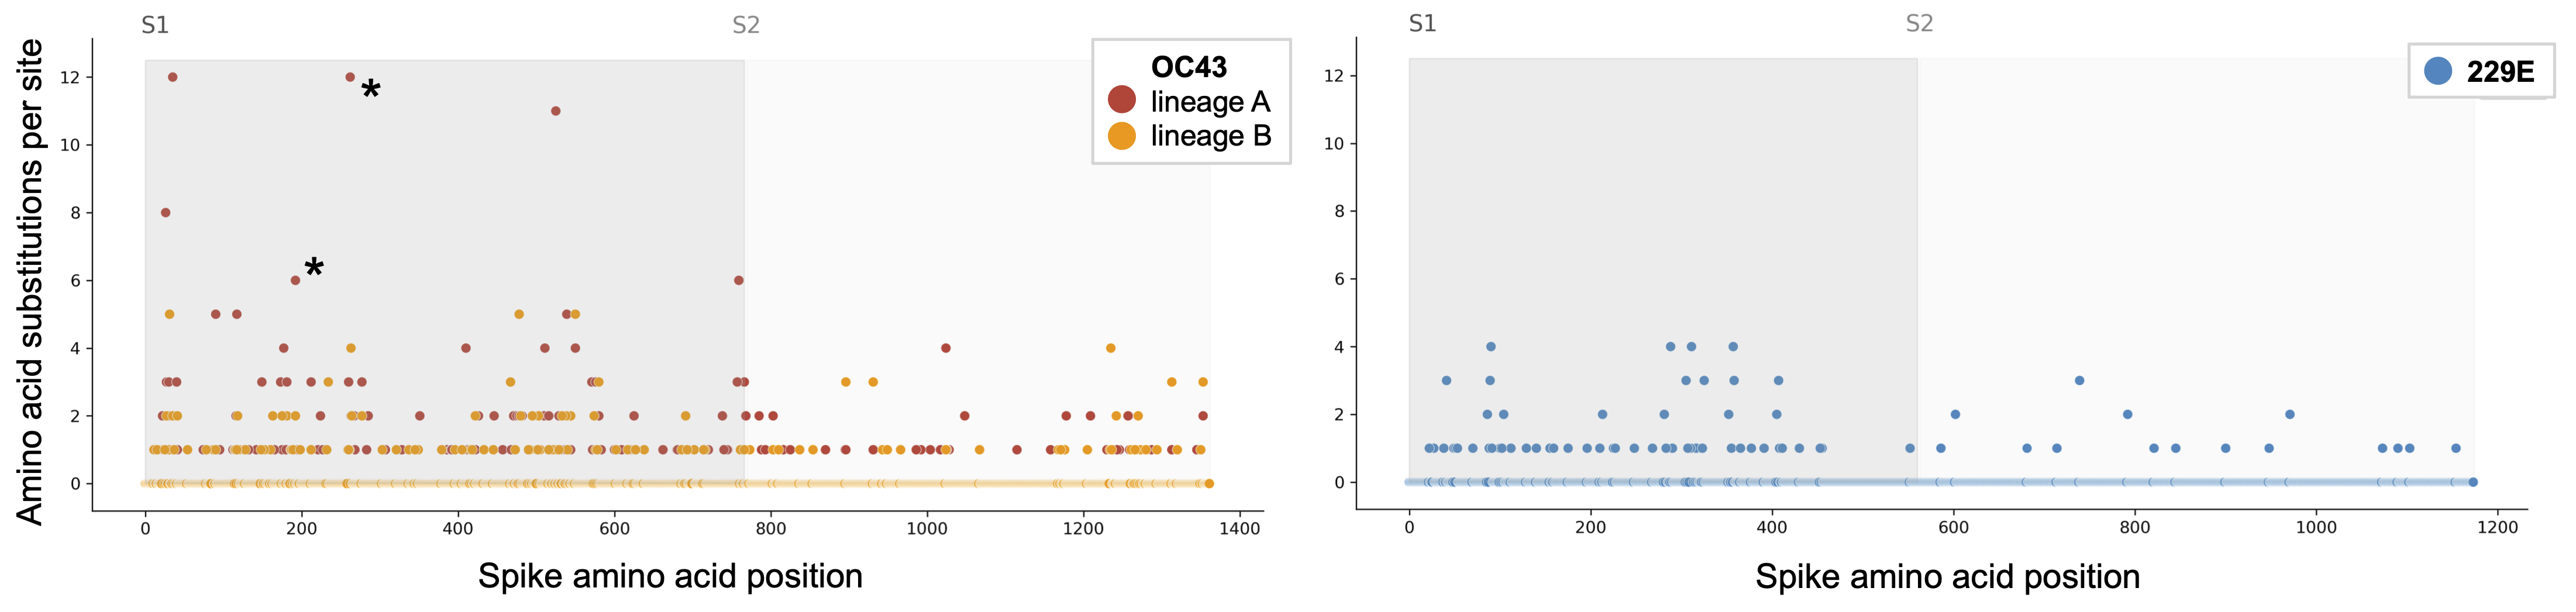 S1 S2
OC43
lineage A
lineage B
*
*
Amino acid substitutions per site
12
10
8
6
4
2
0
0 200 400 600 800 1000 1200 1400
Spike amino acid position
S1 S2
229E
12
10
8
6
4
2
0
0 200 400 600 800 1000 1200
Spike amino acid position